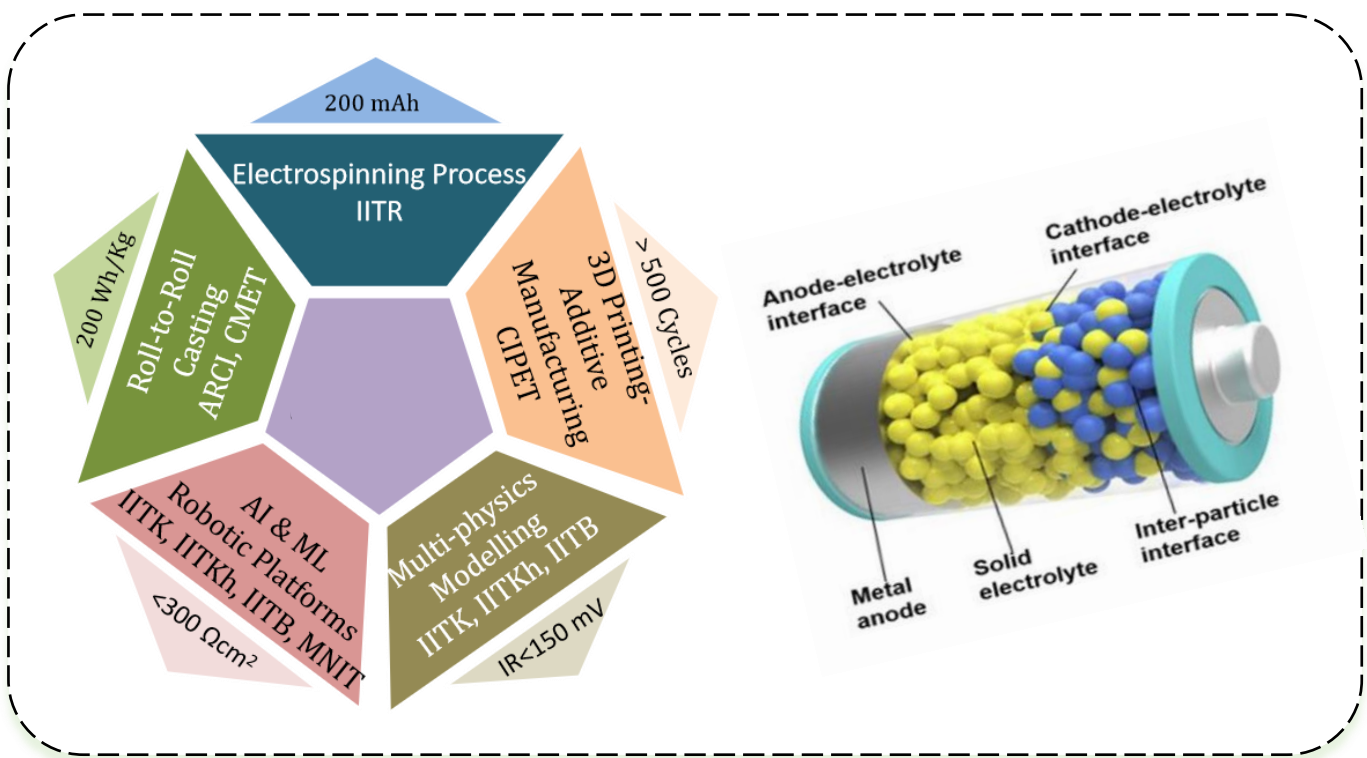 200 mAh
Electrospinning Process
IITR
200 Wh/Kg
Roll-to-Roll
Casting
ARCI, CMET
3D Printing-
Additive
Manufacturing
CIPET
> 500 Cycles
AI & ML
Robotic Platforms
IITK, IITKh, IITB, MNIT
<300 Ωcm²
Multi-physics
Modelling
IITK, IITKh, IITB
IR<150 mV
Anode-electrolyte
interface
Cathode-electrolyte
interface
Metal
anode
Solid
electrolyte
Inter-particle
interface